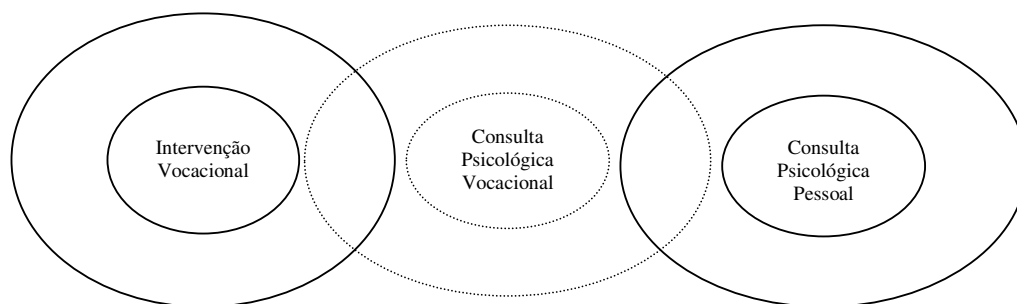 Intervenção
Vocacional
Consulta
Psicológica
Vocacional
Consulta
Psicológica
Pessoal